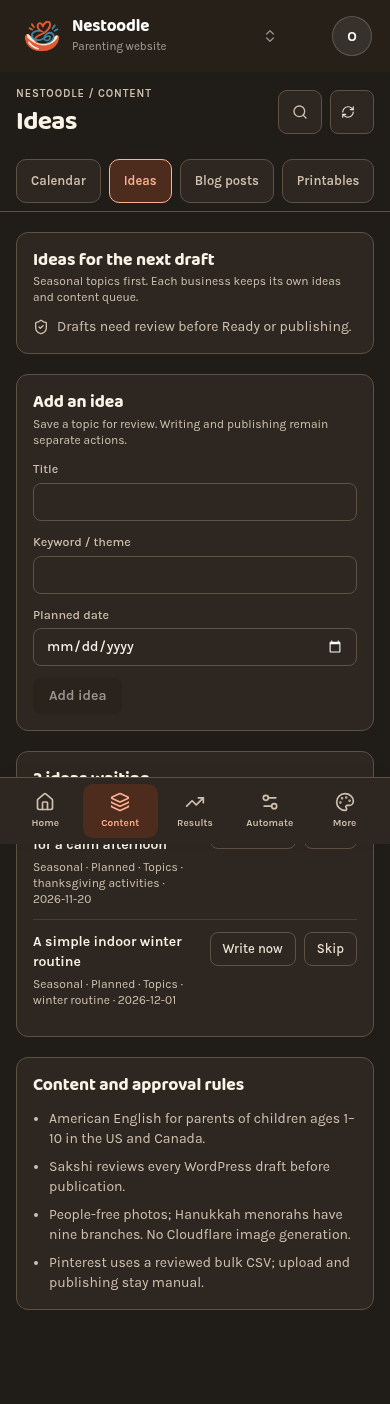 Nestoodle
Parenting website
O
NESTOODLE / CONTENT
Ideas
Calendar
Ideas
Blog posts
Printables
Ideas for the next draft
Seasonal topics first. Each business keeps its own ideas
and content queue.
Drafts need review before Ready or publishing.
Add an idea
Save a topic for review. Writing and publishing remain
separate actions.
Title
Keyword / theme
Planned date
mm/dd/yyyy
Add idea
ideas waiting
Home
Content
Results
Automate
More
for a calm afternoon
Seasonal · Planned · Topics ·
thanksgiving activities ·
2026-11-20
A simple indoor winter
routine
Write now
Skip
Seasonal · Planned · Topics ·
winter routine · 2026-12-01
Content and approval rules
• American English for parents of children ages 1–
10 in the US and Canada.
• Sakshi reviews every WordPress draft before
publication.
• People-free photos; Hanukkah menorahs have
nine branches. No Cloudflare image generation.
• Pinterest uses a reviewed bulk CSV; upload and
publishing stay manual.